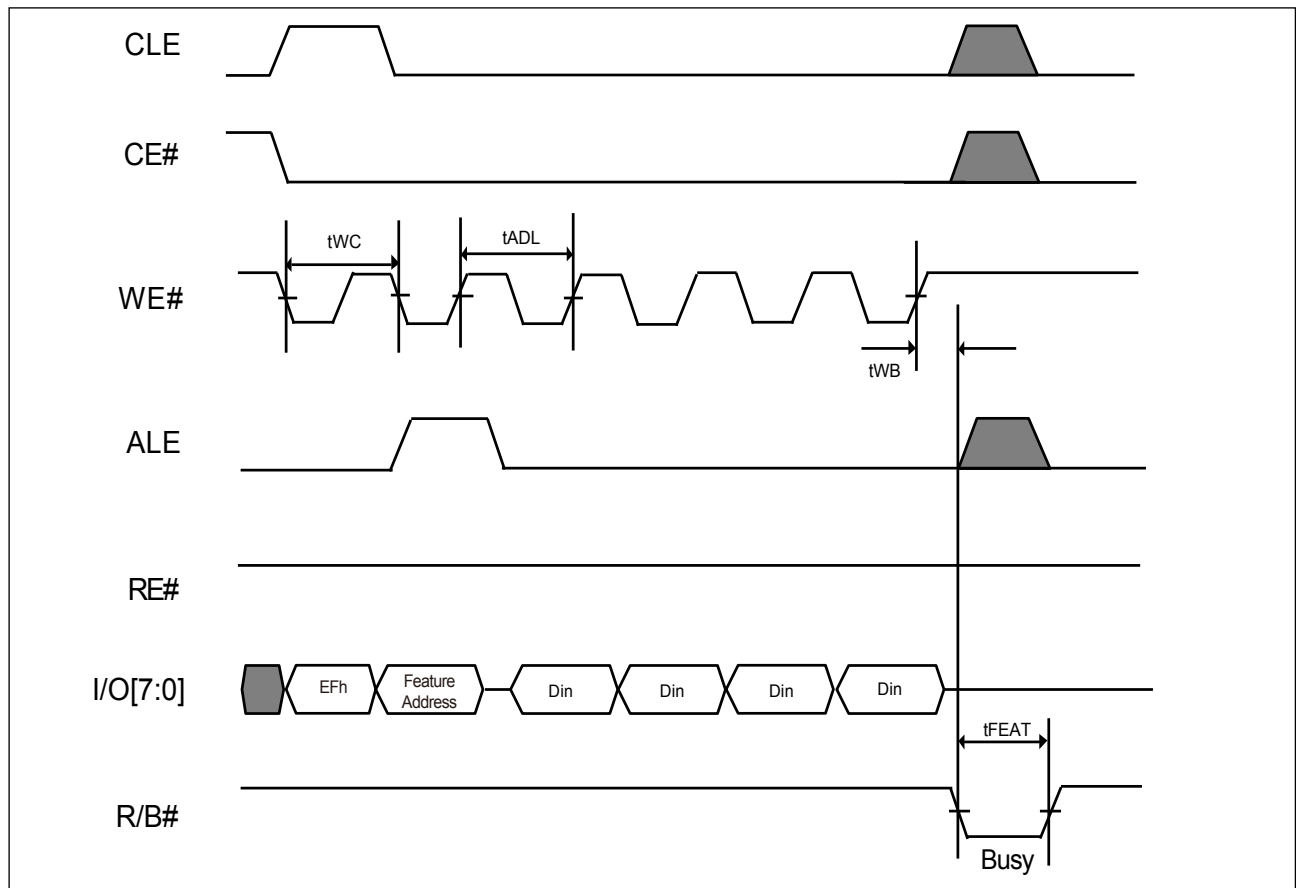 CLE
CE#
tWC
tADL
WE#
tWB
ALE
RE#
I/O[7:0]
EFh
Feature
Address
Din
Din
Din
Din
tFEAT
R/B#
Busy